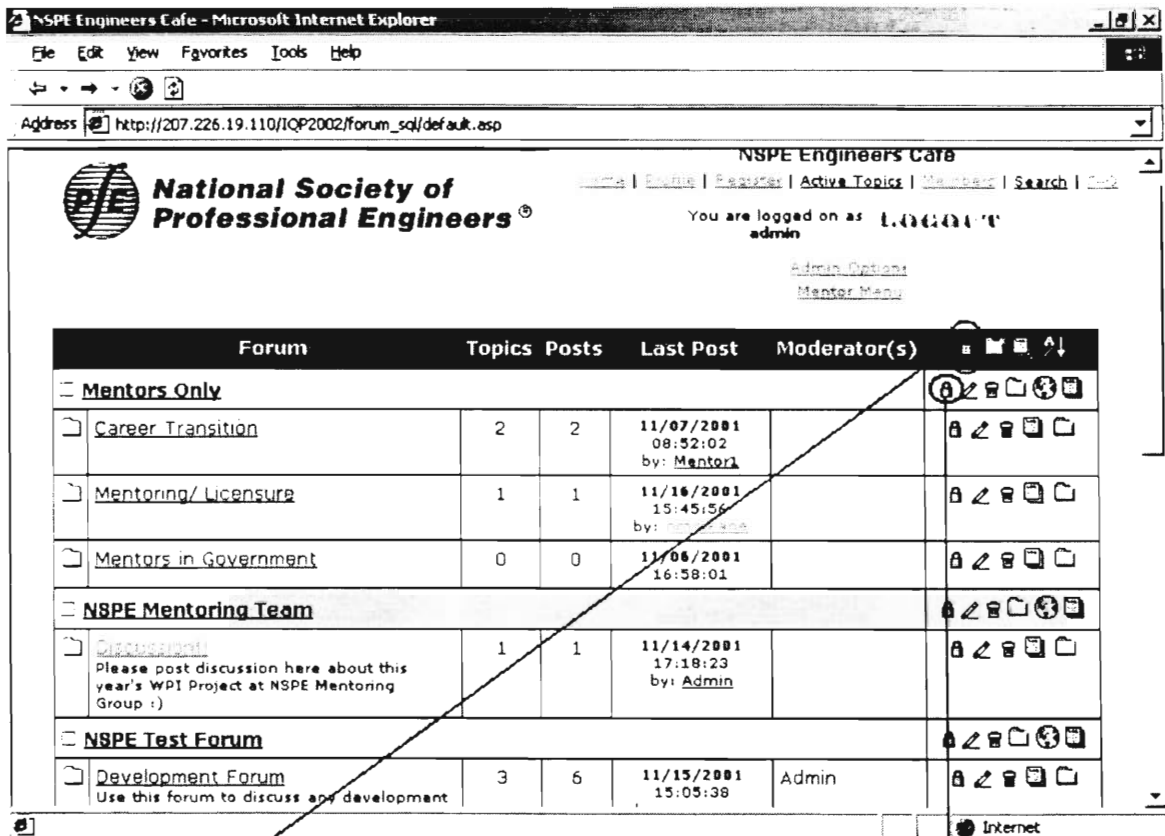 NSPE Engineers Cafe - Microsoft Internet Explorer
File Edit View Favorites Tools Help
Address http://207.226.19.110/IQP2002/forum_sql/default.asp
NSPE Engineers Cafe
Home | Profile | Register | Active Topics | Members | Search | FAQ
P/E National Society of
Professional Engineers ®
You are logged on as LOGOUT
admin
Admin Options
Mentor Menu
Forum Topics Posts Last Post Moderator(s)
Mentors Only
Career Transition 2 2 11/07/2001
08:52:02
by: Mentor1
Mentoring/ Licensure 1 1 11/16/2001
15:45:56
by:
Mentors in Government 0 0 11/06/2001
16:58:01
NSPE Mentoring Team
Discussion!! 1 1 11/14/2001
Please post discussion here about this 17:18:23
year's WPI Project at NSPE Mentoring by: Admin
Group :)
NSPE Test Forum
Development Forum 3 6 11/15/2001 Admin
Use this forum to discuss any development 15:05:38
Internet